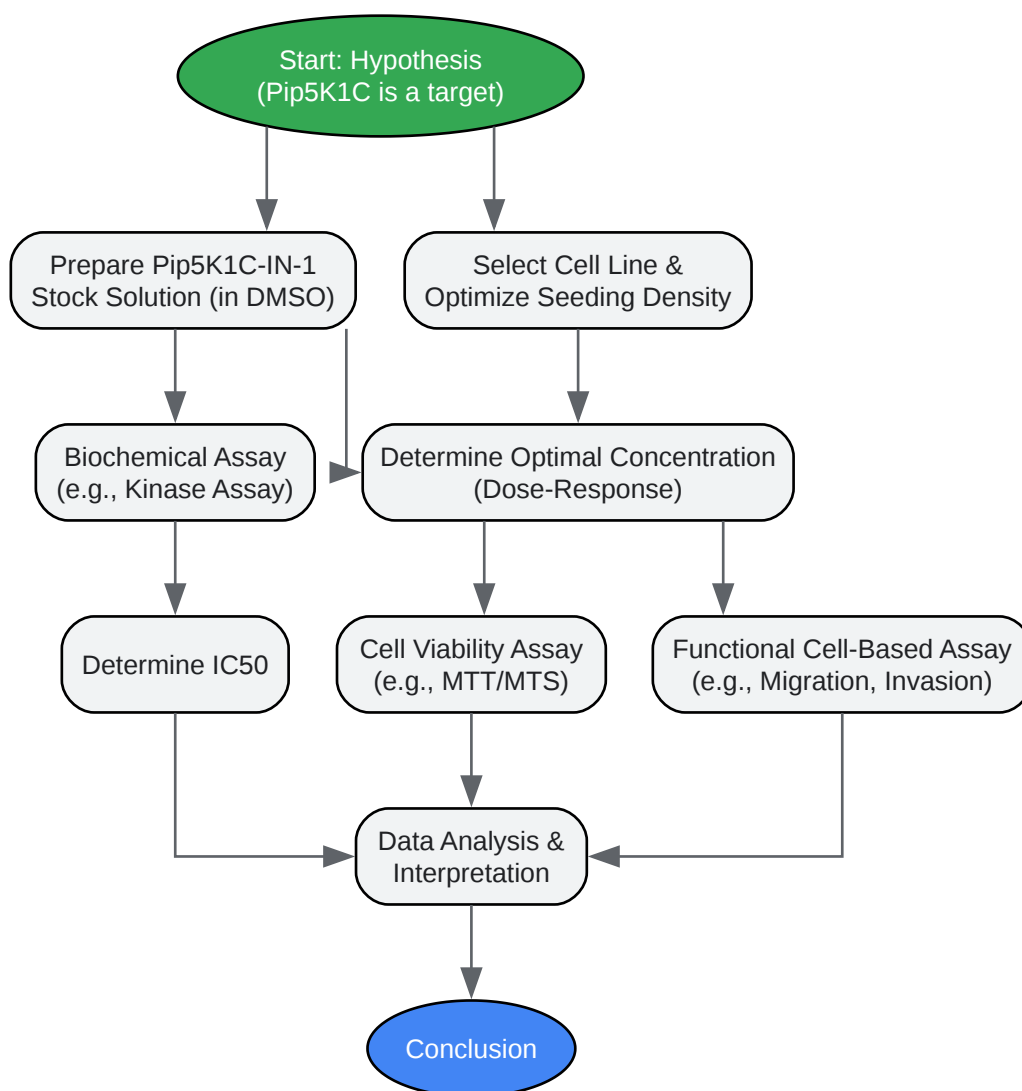 Start: Hypothesis
(Pip5K1C is a target)
Prepare Pip5K1C-IN-1
Stock Solution (in DMSO)
Select Cell Line &
Optimize Seeding Density
Biochemical Assay
(e.g., Kinase Assay)
Determine Optimal Concentration
(Dose-Response)
Determine IC50
Cell Viability Assay
(e.g., MTT/MTS)
Functional Cell-Based Assay
(e.g., Migration, Invasion)
Data Analysis &
Interpretation
Conclusion